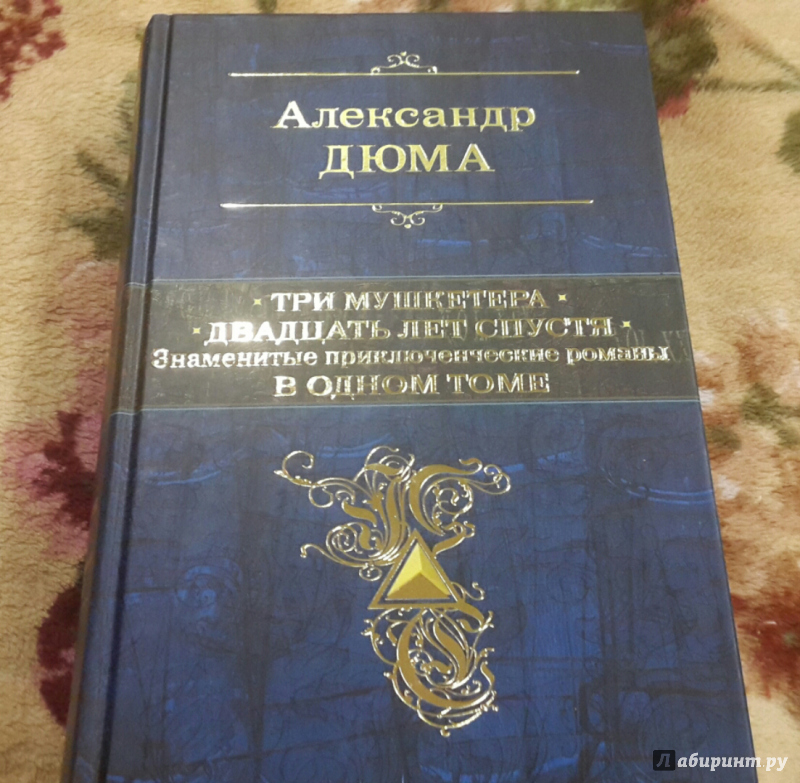 Александр
ДЮМА
· ТРИ МУШКЕТЕРА ·
· ДВАДЦАТЬ ЛЕТ СПУСТЯ ·
Знаменитые приключенческие романы
В ОДНОМ ТОМЕ
Лабиринт.ру